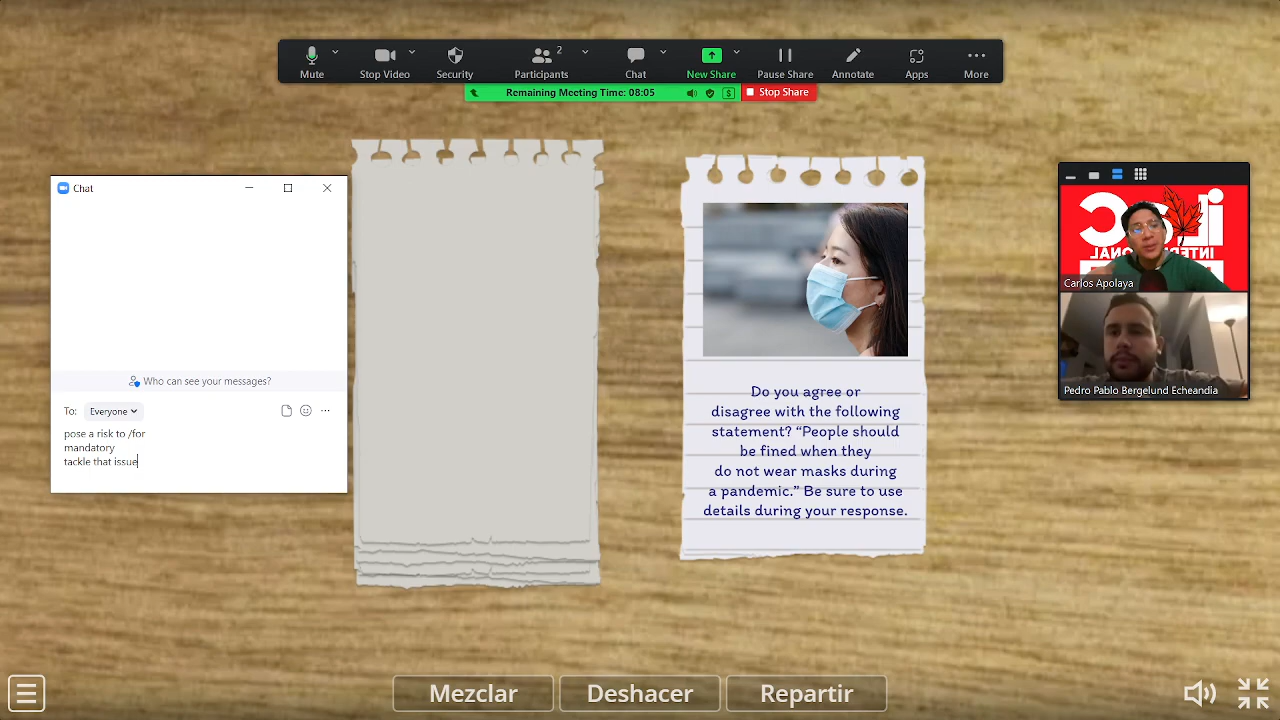 2
Mute
Stop Video
Security
Participants
Chat
New Share
Pause Share
Annotate
Apps
More
Remaining Meeting Time: 08:05
$
Stop Share
Chat
Who can see your messages?
To: Everyone
pose a risk to /for
mandatory
tackle that issue
Do you agree or
disagree with the following
statement? “People should
be fined when they
do not wear masks during
a pandemic.” Be sure to use
details during your response.
iLSC
INTERNATIONAL
Carlos Apolaya
Pedro Pablo Bergelund Echeandía
Mezclar
Deshacer
Repartir